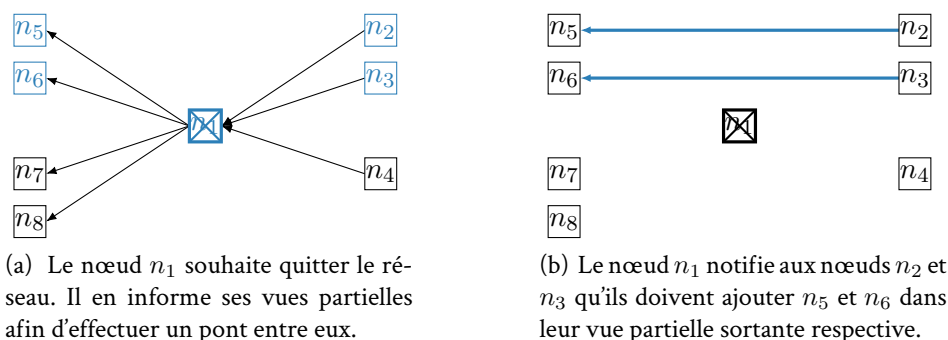 n5 n2 n5 n2
n6 n3 n6 n3
n1 n1
n7 n4 n7 n4
n8 n8
(a) Le nœud n1 souhaite quitter le ré-
seau. Il en informe ses vues partielles
afin d'effectuer un pont entre eux.
(b) Le nœud n1 notifie aux nœuds n2 et
n3 qu'ils doivent ajouter n5 et n6 dans
leur vue partielle sortante respective.